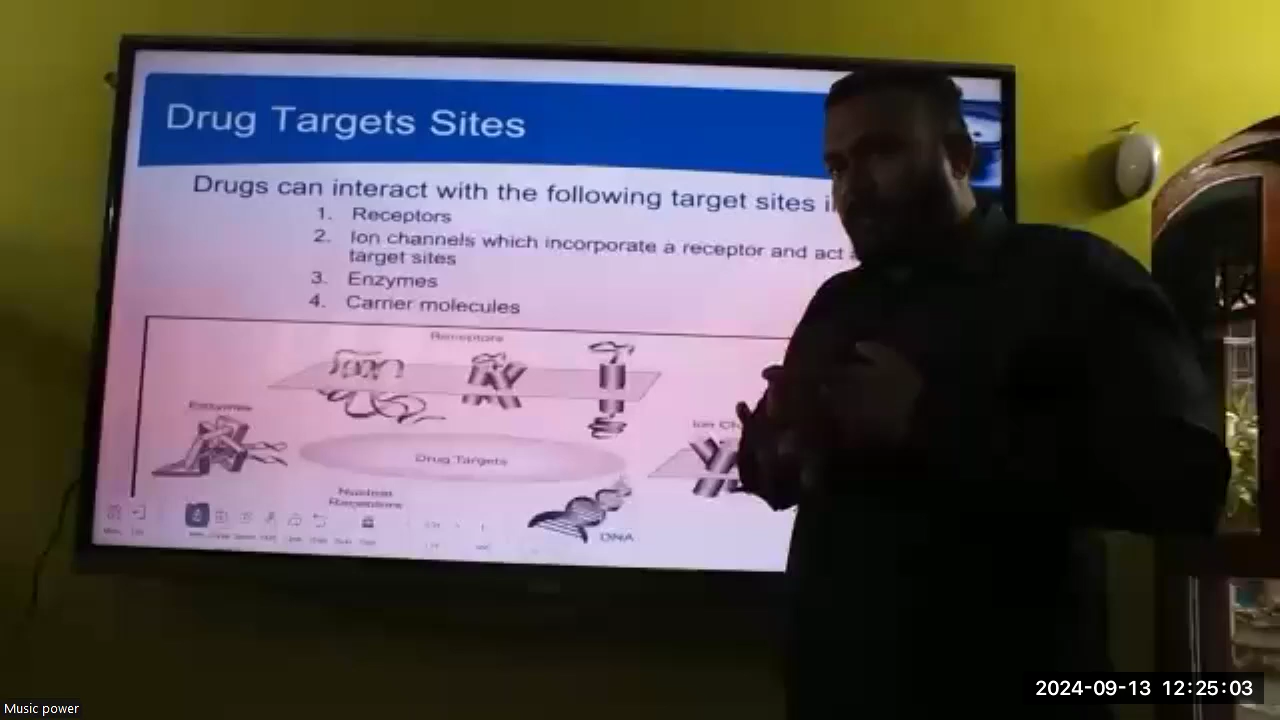 Drug Targets Sites
Drugs can interact with the following target sites
1. Receptors
2. Ion channels which incorporate a receptor and act
target sites
3. Enzymes
4. Carrier molecules
Receptors
Enzymes
Ion
Drug Targets
Nuclear
Receptors
DNA
2024-09-13 12:25:03
Music power